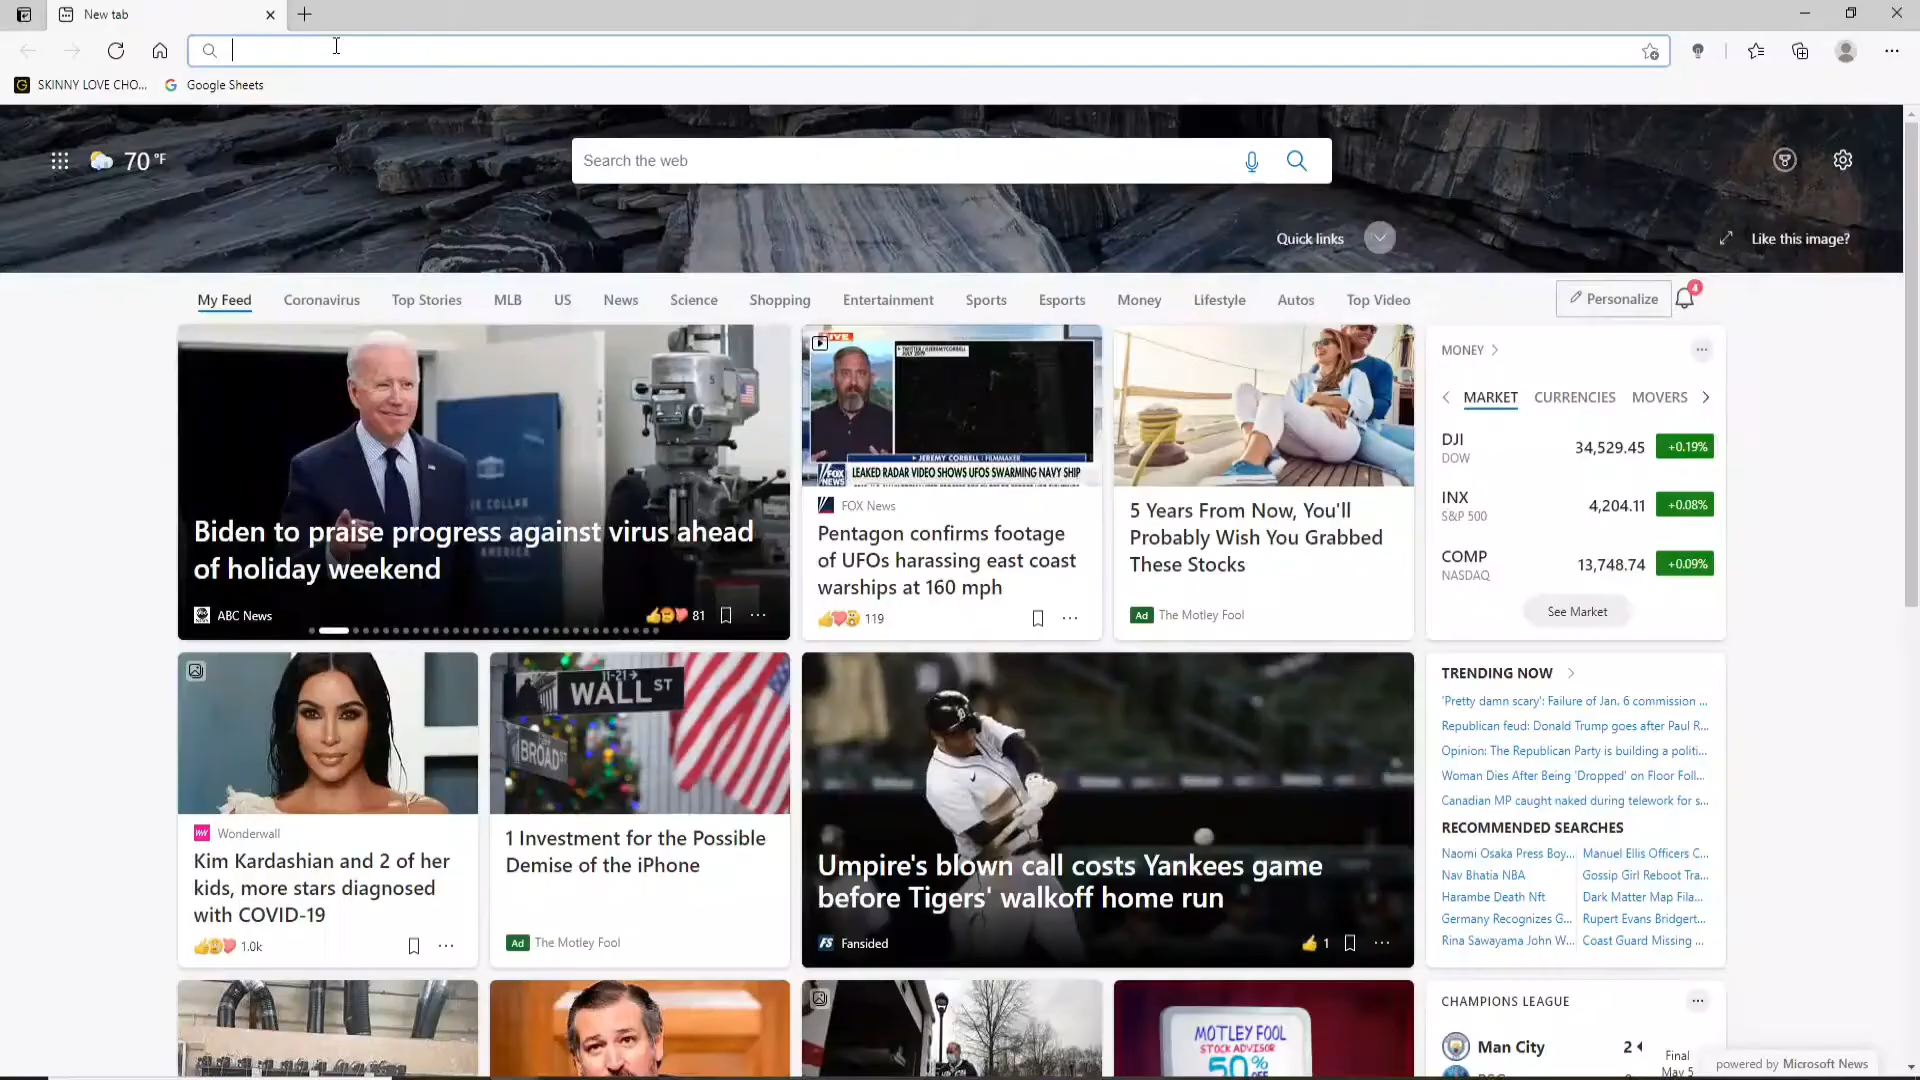 New tab
SKINNY LOVE CHO...
Google Sheets
70 °F
Search the web
Quick links
Like this image?
My Feed
Coronavirus
Top Stories
MLB
US
News
Science
Shopping
Entertainment
Sports
Esports
Money
Lifestyle
Autos
Top Video
Personalize
4
Biden to praise progress against virus ahead
of holiday weekend
ABC News
81
LIVE
JEREMY CORBELL | FILMMAKER
LEAKED RADAR VIDEO SHOWS UFOS SWARMING NAVY SHIP
FOX News
Pentagon confirms footage
of UFOs harassing east coast
warships at 160 mph
119
5 Years From Now, You'll
Probably Wish You Grabbed
These Stocks
Ad The Motley Fool
MONEY
MARKET
CURRENCIES
MOVERS
DJI
DOW
34,529.45
+0.19%
INX
S&P 500
4,204.11
+0.08%
COMP
NASDAQ
13,748.74
+0.09%
See Market
WALL ST
BROAD ST
Wonderwall
Kim Kardashian and 2 of her
kids, more stars diagnosed
with COVID-19
1.0k
1 Investment for the Possible
Demise of the iPhone
Ad The Motley Fool
Umpire's blown call costs Yankees game
before Tigers' walkoff home run
FS Fansided
1
TRENDING NOW
'Pretty damn scary': Failure of Jan. 6 commission ...
Republican feud: Donald Trump goes after Paul R...
Opinion: The Republican Party is building a politi...
Woman Dies After Being 'Dropped' on Floor Foll...
Canadian MP caught naked during telework for s...
RECOMMENDED SEARCHES
Naomi Osaka Press Boy...
Manuel Ellis Officers C...
Nav Bhatia NBA
Gossip Girl Reboot Tra...
Harambe Death Nft
Dark Matter Map Fila...
Germany Recognizes G...
Rupert Evans Bridgert...
Rina Sawayama John W...
Coast Guard Missing ...
MOTLEY FOOL
STOCK ADVISOR
50%
CHAMPIONS LEAGUE
Man City
2
Final
May 5
powered by Microsoft News